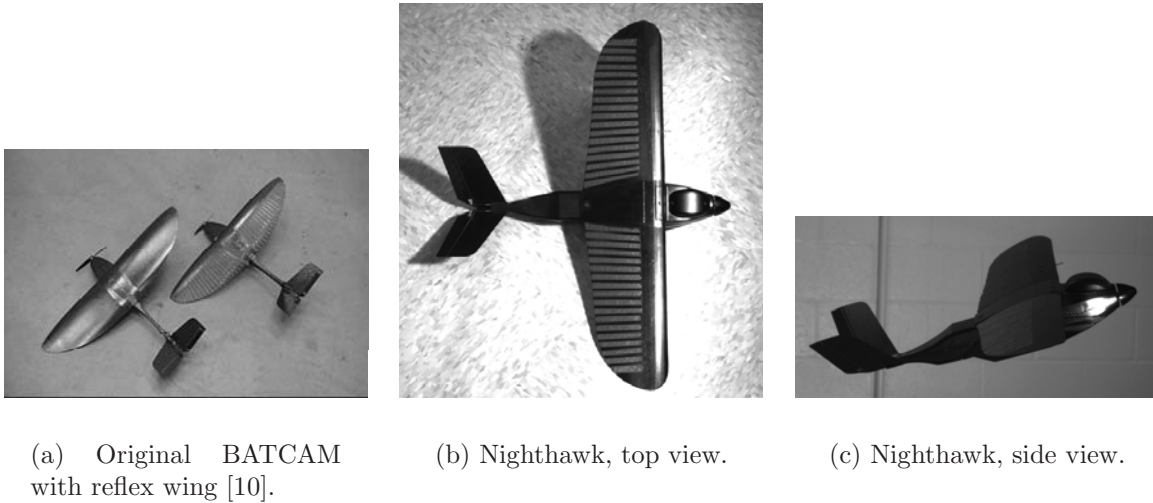 (a) Original BATCAM
with reflex wing [10].
(b) Nighthawk, top view.
(c) Nighthawk, side view.